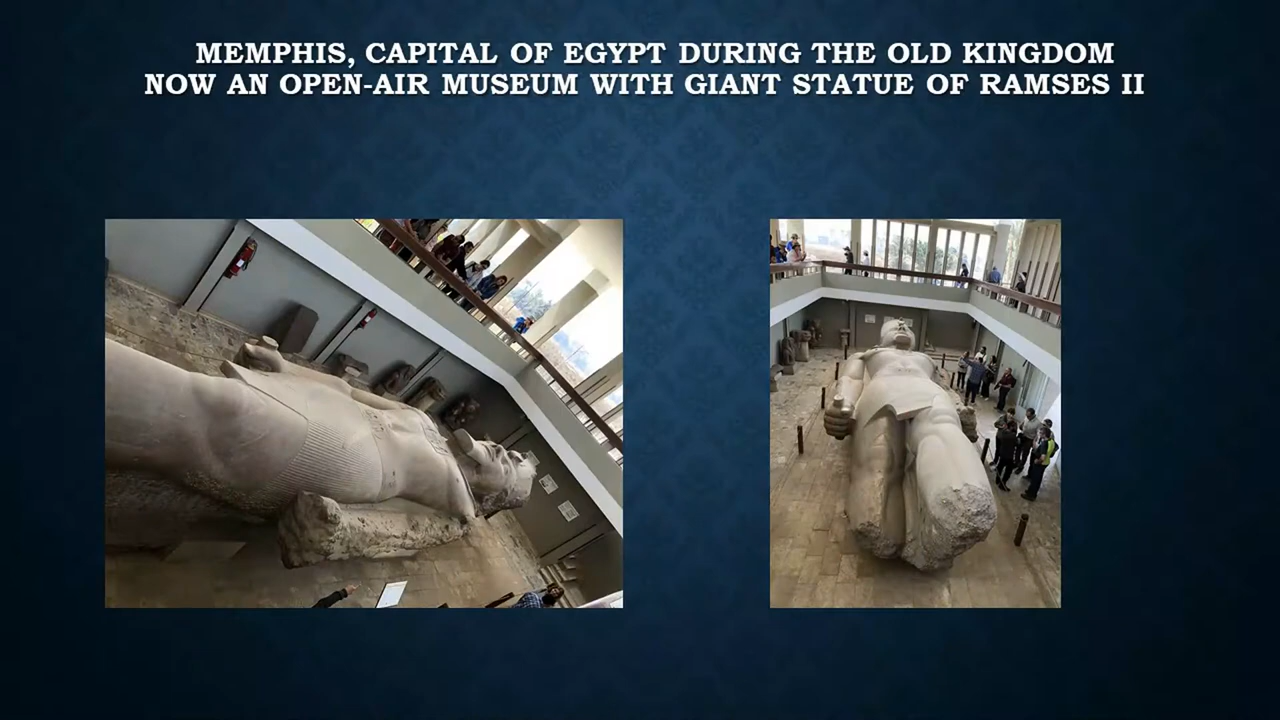 MEMPHIS, CAPITAL OF EGYPT DURING THE OLD KINGDOM
NOW AN OPEN-AIR MUSEUM WITH GIANT STATUE OF RAMSES II